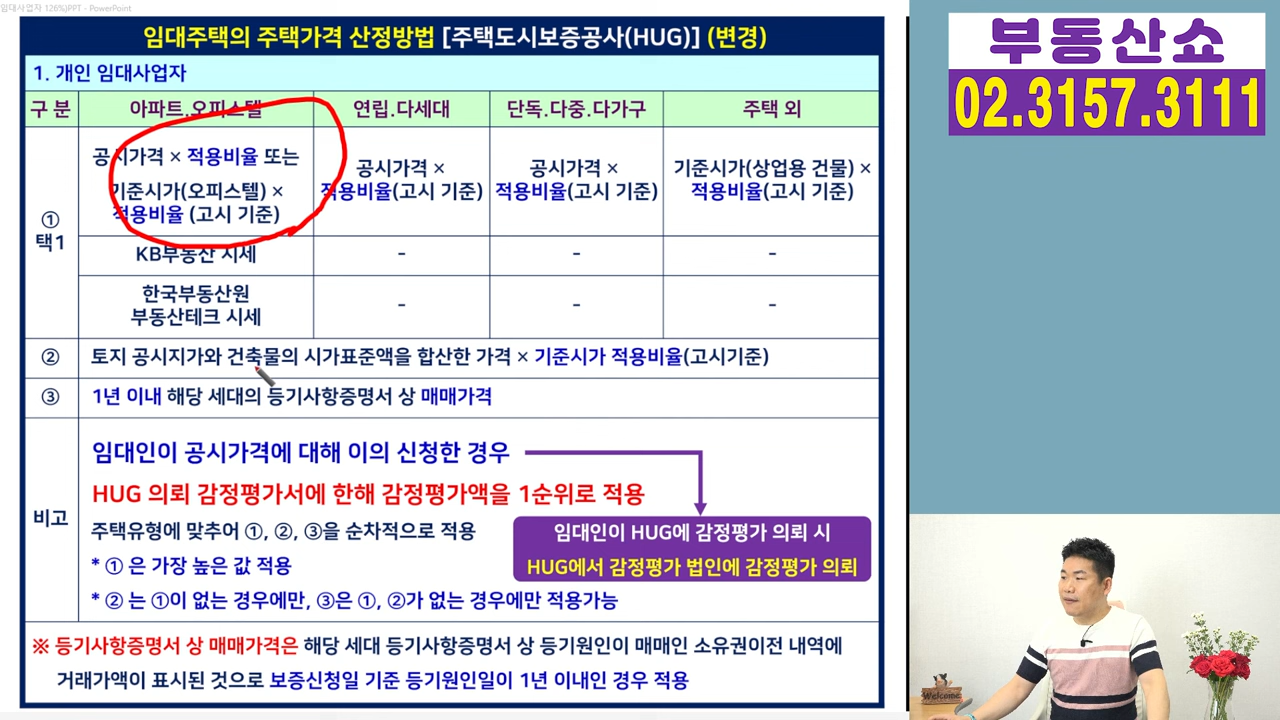 임대사업자 126%)PPT - PowerPoint
임대주택의 주택가격 산정방법 [주택도시보증공사(HUG)] (변경)
1. 개인 임대사업자
구 분 아파트.오피스텔 연립.다세대 단독.다중.다가구 주택 외
① 택1
공시가격 × 적용비율 또는
기준시가(오피스텔) ×
적용비율 (고시 기준)
공시가격 ×
적용비율(고시 기준)
공시가격 ×
적용비율(고시 기준)
기준시가(상업용 건물) ×
적용비율(고시 기준)
KB부동산 시세 - - -
한국부동산원
부동산테크 시세
- - -
② 토지 공시지가와 건축물의 시가표준액을 합산한 가격 × 기준시가 적용비율(고시기준)
③ 1년 이내 해당 세대의 등기사항증명서 상 매매가격
비고
임대인이 공시가격에 대해 이의 신청한 경우
HUG 의뢰 감정평가서에 한해 감정평가액을 1순위로 적용
주택유형에 맞추어 ①, ②, ③을 순차적으로 적용
* ① 은 가장 높은 값 적용
* ② 는 ①이 없는 경우에만, ③은 ①, ②가 없는 경우에만 적용가능
임대인이 HUG에 감정평가 의뢰 시
HUG에서 감정평가 법인에 감정평가 의뢰
※ 등기사항증명서 상 매매가격은 해당 세대 등기사항증명서 상 등기원인이 매매인 소유권이전 내역에
거래가액이 표시된 것으로 보증신청일 기준 등기원인일이 1년 이내인 경우 적용
부동산쇼
02.3157.3111
Welcome